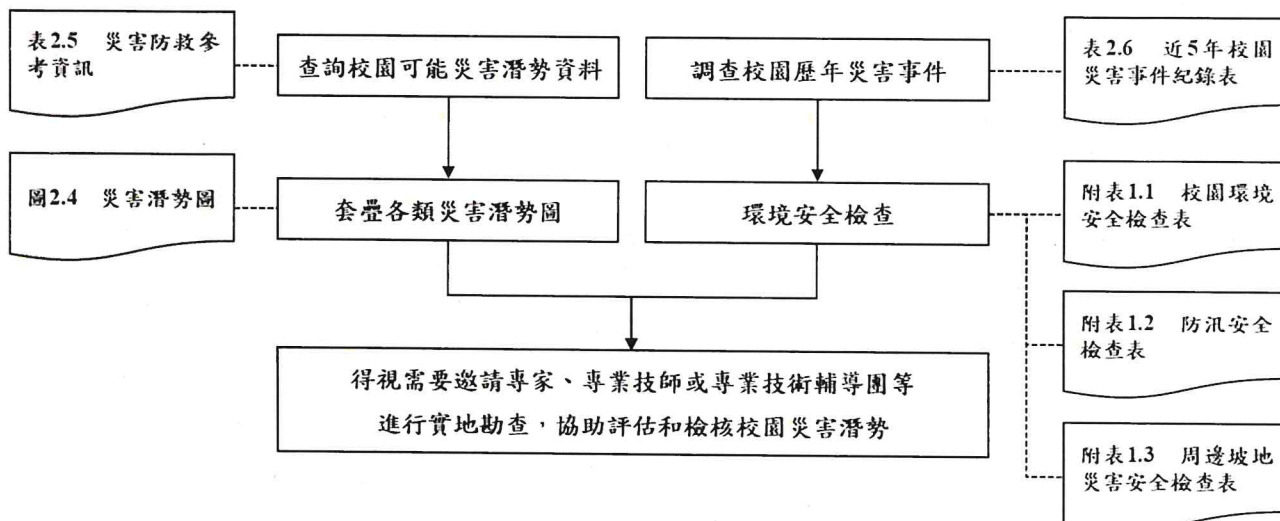 表2.5 災害防救參
考資訊
查詢校園可能災害潛勢資料
調查校園歷年災害事件
表2.6 近5年校園
災害事件紀錄表
圖2.4 災害潛勢圖
套疊各類災害潛勢圖
環境安全檢查
附表1.1 校園環境
安全檢查表
附表1.2 防汛安全
檢查表
得視需要邀請專家、專業技師或專業技術輔導團等
進行實地勘查，協助評估和檢核校園災害潛勢
附表1.3 周邊坡地
災害安全檢查表